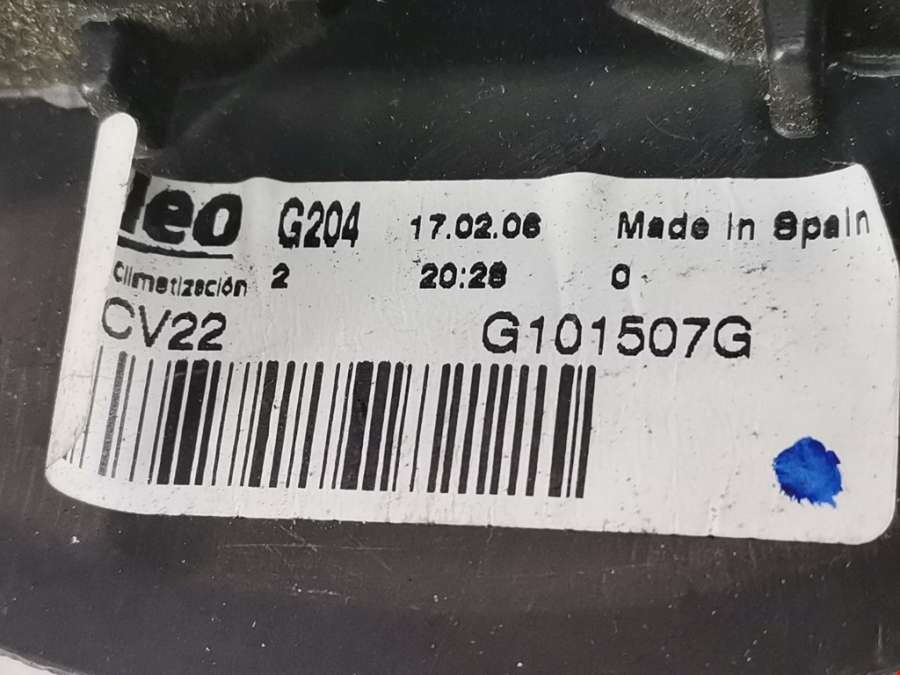 leo G204 17.02.06 Made in Spain
Climatización 2 20:28 0
CV22 G101507G